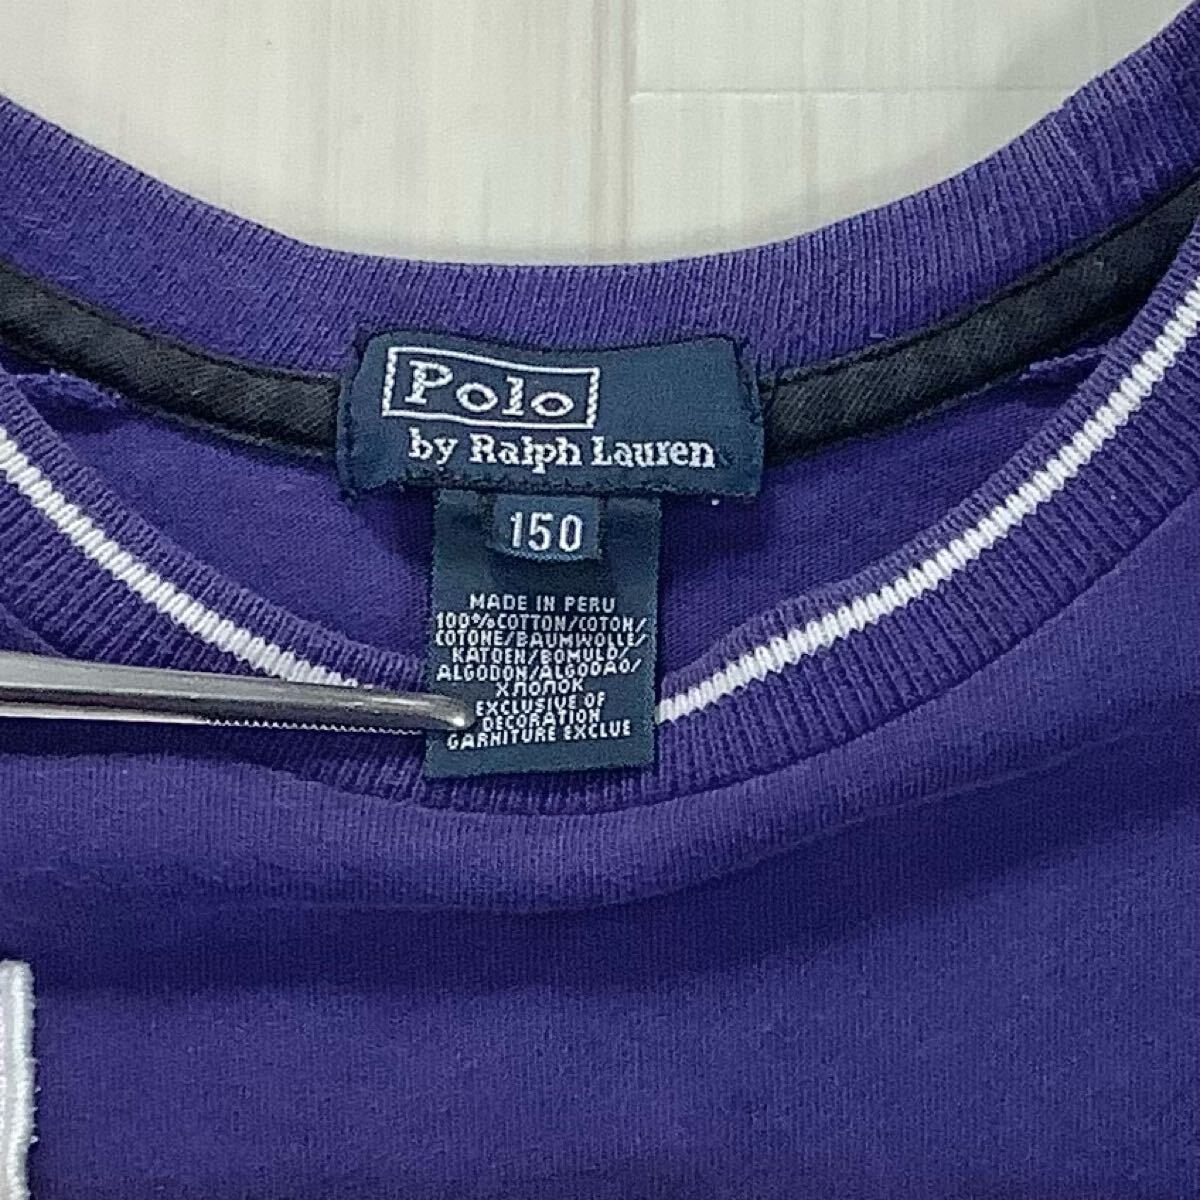 Polo
by Ralph Lauren
150
MADE IN PERU
100%COTTON/COTON/
COTONE/BAUMWOLLE/
KATOEN/BOMULD/
ALGODON/ALGODAO/
ХЛОПОК
EXCLUSIVE OF
DECORATION
GARNITURE EXCLUE